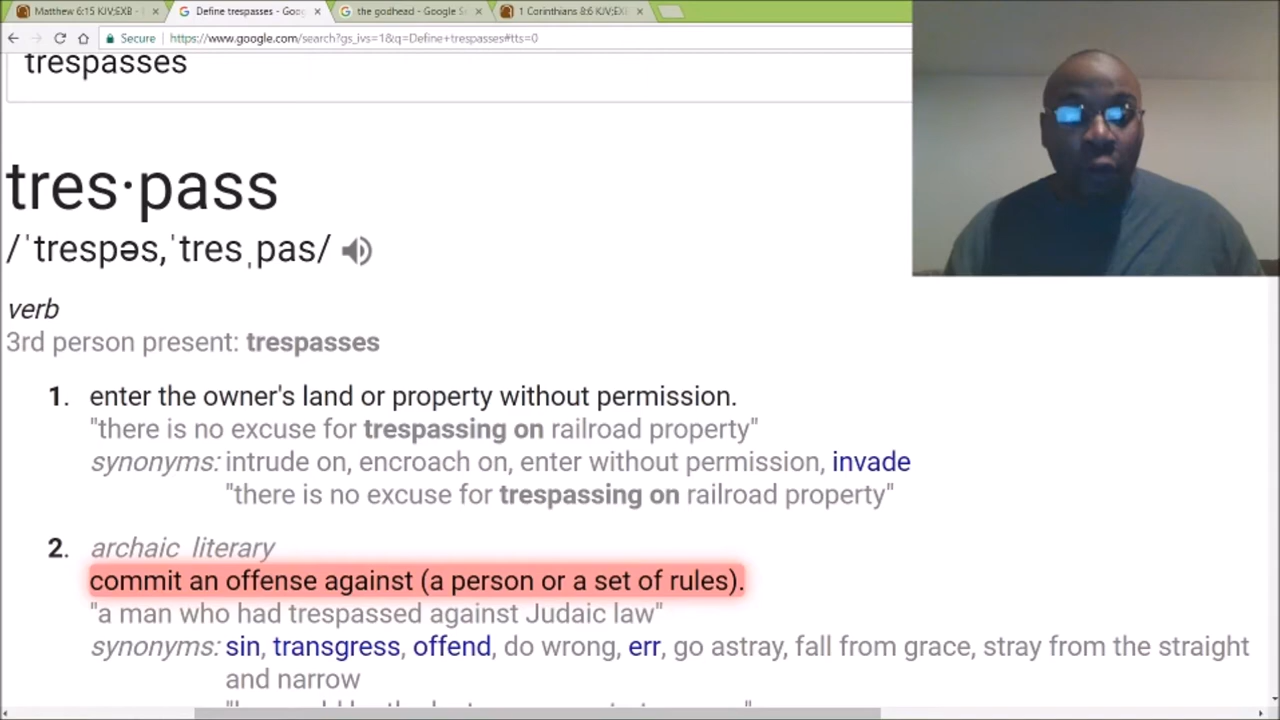 Matthew 6:15 KJV;EXB -
Define trespasses - Goo
the godhead - Google S
1 Corinthians 8:6 KJV;EX
Secure
https://www.google.com/search?gs_ivs=1&q=Define+trespasses#tts=0
trespasses
tres·pass
/ˈtrespəs,ˈtresˌpas/
verb
3rd person present: trespasses
1. enter the owner's land or property without permission.
"there is no excuse for trespassing on railroad property"
synonyms: intrude on, encroach on, enter without permission, invade
"there is no excuse for trespassing on railroad property"
2. archaic literary
commit an offense against (a person or a set of rules).
"a man who had trespassed against Judaic law"
synonyms: sin, transgress, offend, do wrong, err, go astray, fall from grace, stray from the straight
and narrow